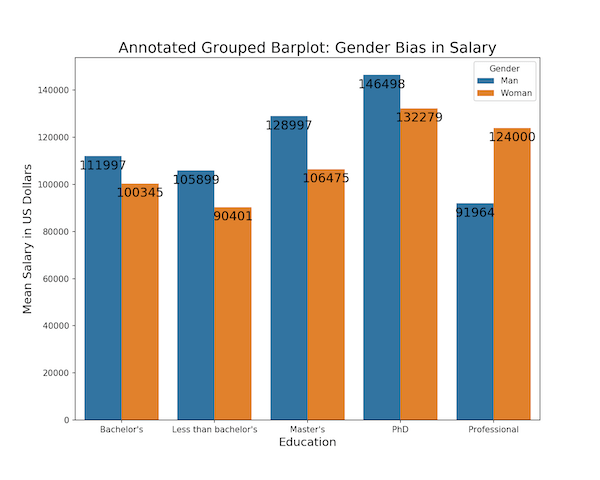 Annotated Grouped Barplot: Gender Bias in Salary
Gender
Man
Woman
Mean Salary in US Dollars
140000
120000
100000
80000
60000
40000
20000
0
111997
100345
105899
90401
128997
106475
146498
132279
91964
124000
Bachelor's
Less than bachelor's
Master's
PhD
Professional
Education